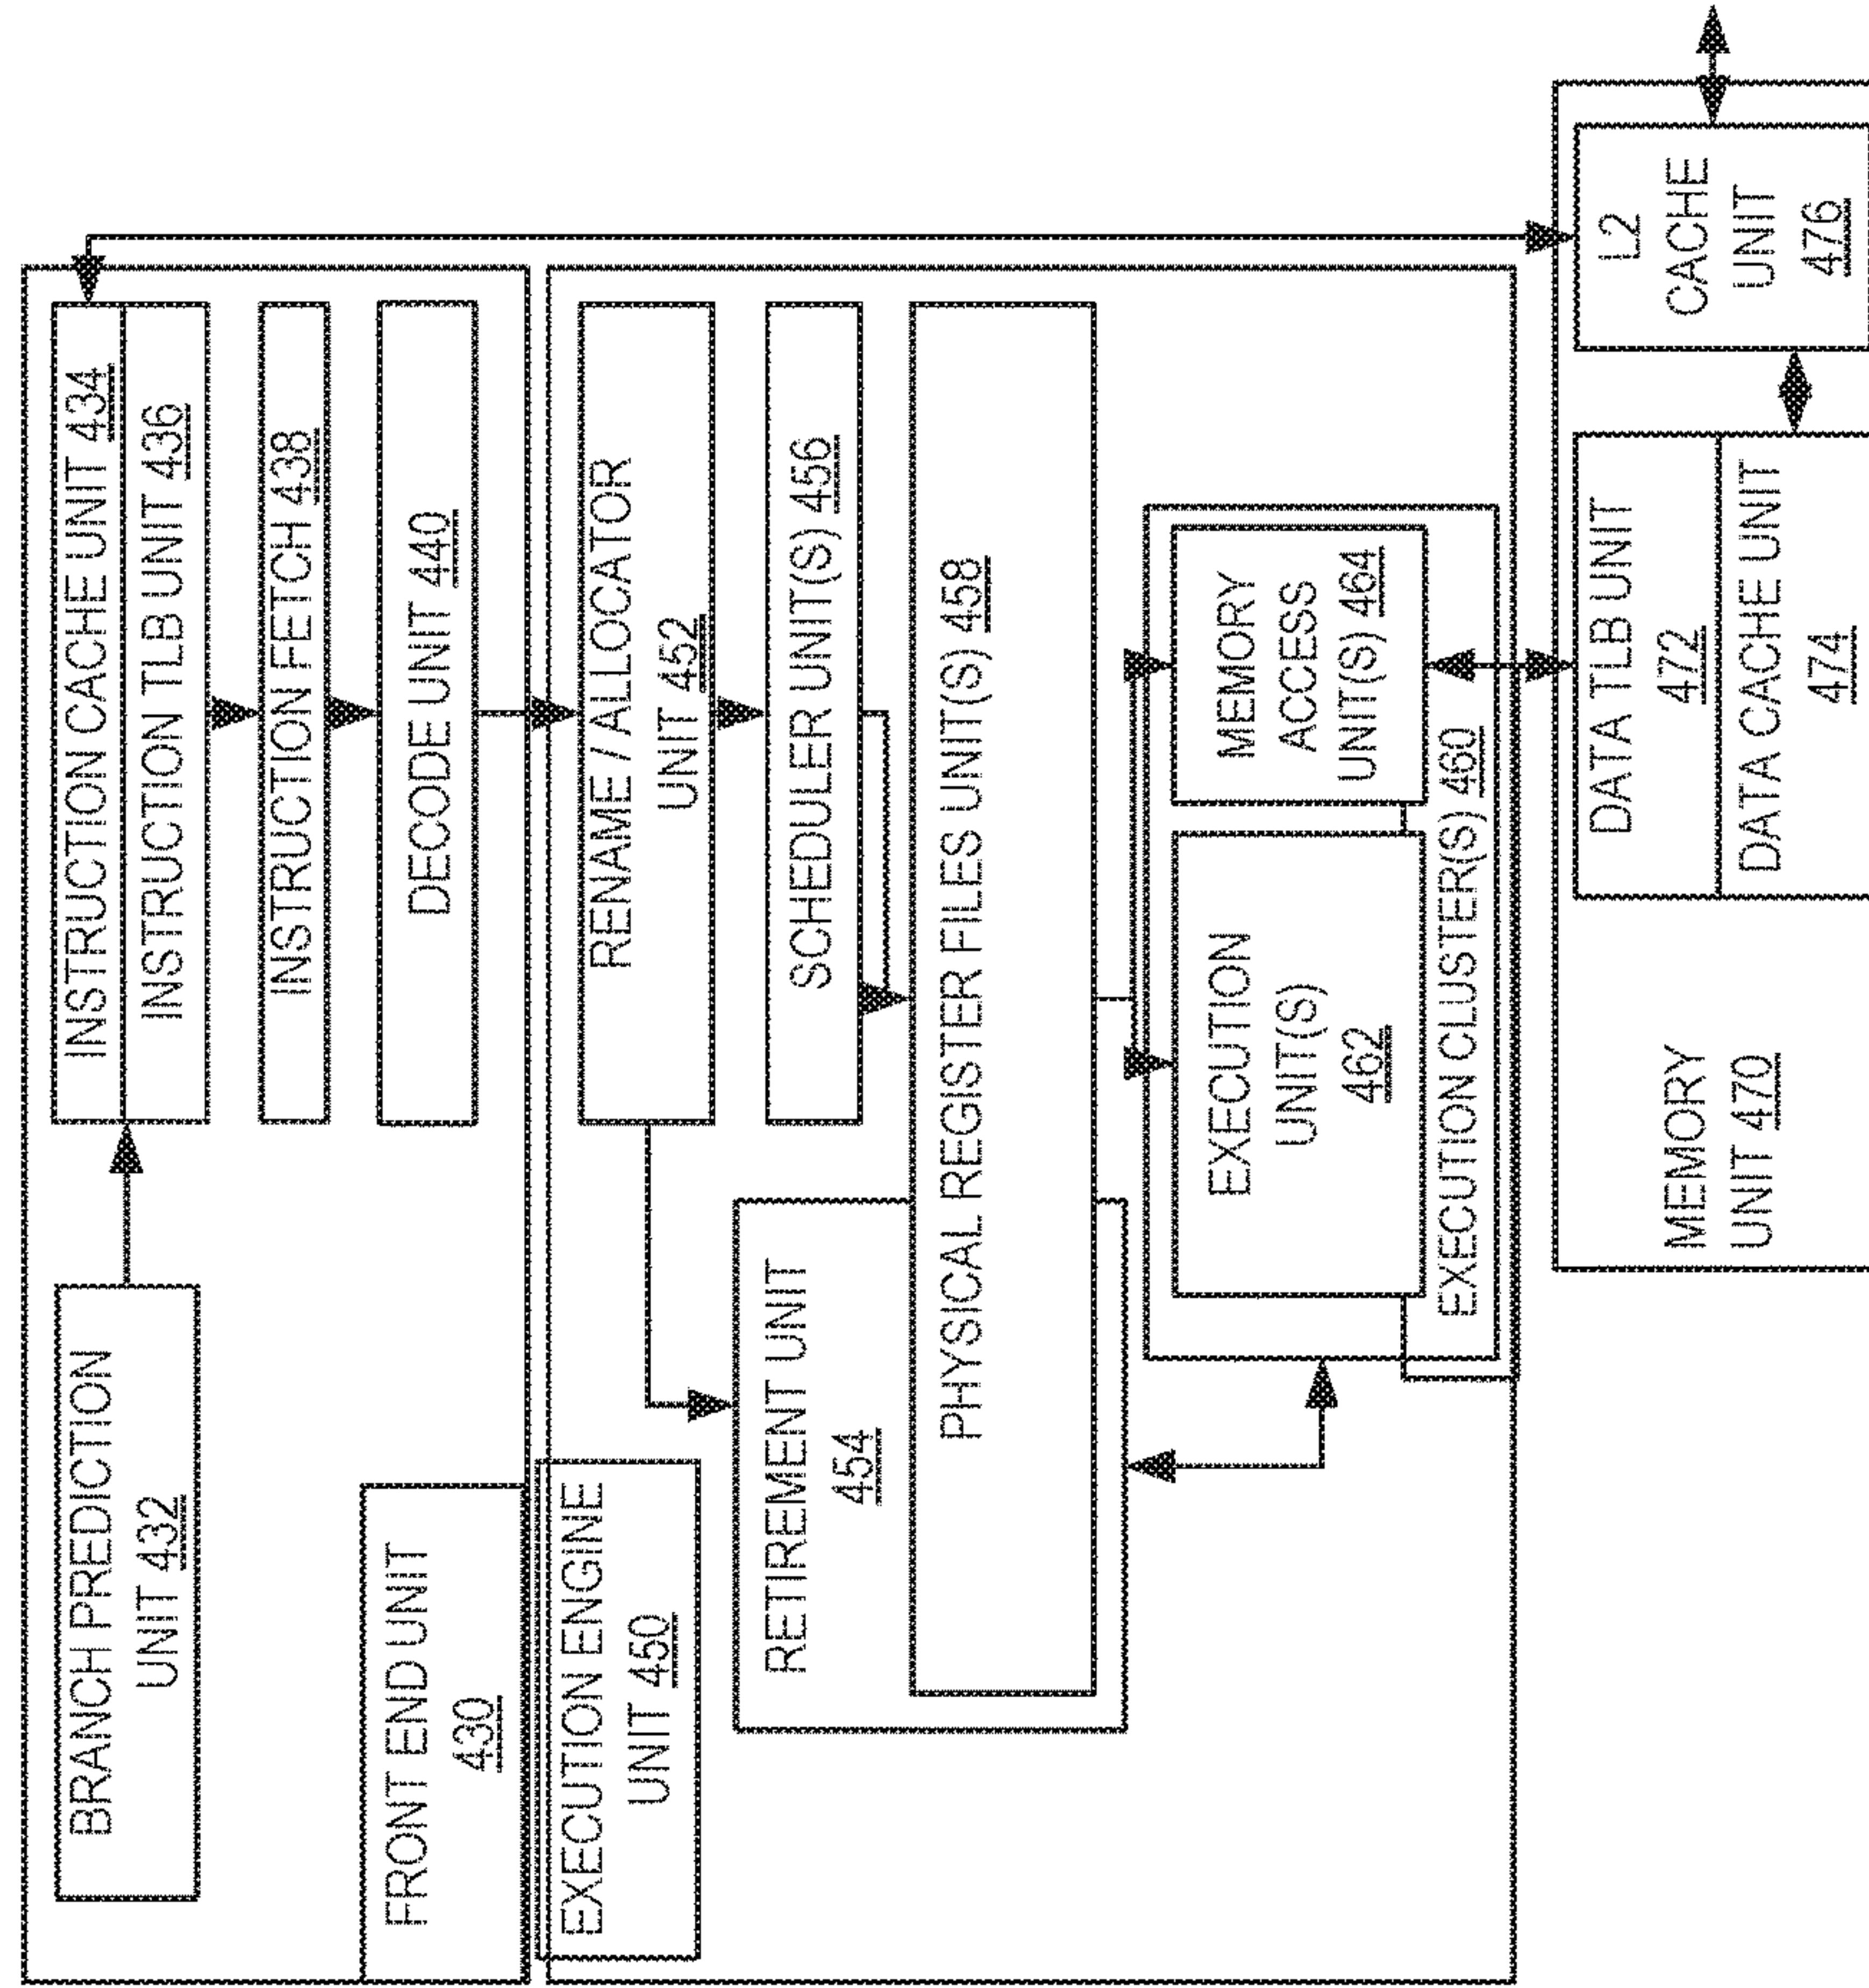 BRANCH PREDICTION
UNIT 432
INSTRUCTION CACHE UNIT 434
INSTRUCTION TLB UNIT 436
INSTRUCTION FETCH 438
DECODE UNIT 440
FRONT END UNIT
430
EXECUTION ENGINE
UNIT 450
RENAME / ALLOCATOR
UNIT 452
RETIREMENT UNIT
454
SCHEDULER UNIT(S) 456
PHYSICAL REGISTER FILES UNIT(S) 458
EXECUTION
UNIT(S)
462
MEMORY
ACCESS
UNIT(S) 464
EXECUTION CLUSTER(S) 460
MEMORY
UNIT 470
DATA TLB UNIT
472
DATA CACHE UNIT
474
L2
CACHE
UNIT
476